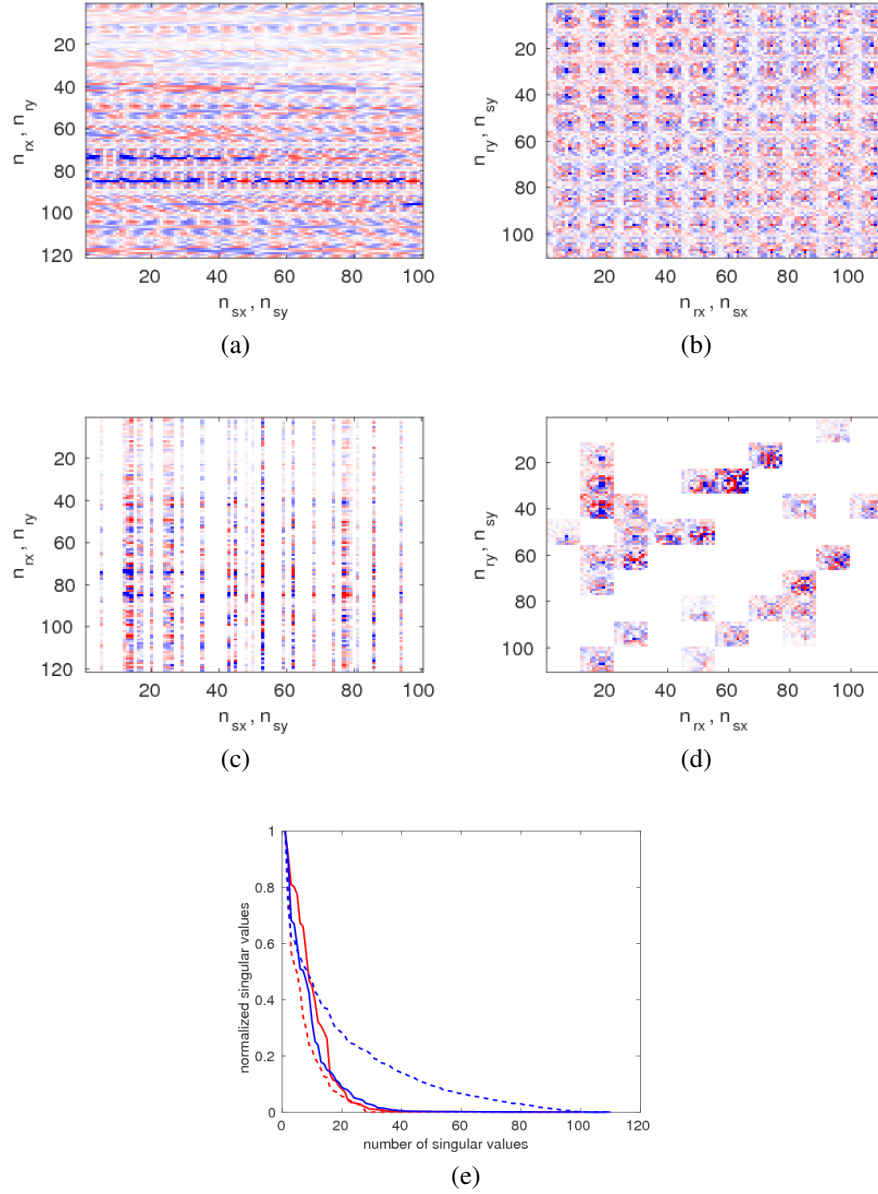 20
40
60
80
100
120
n_rx, n_ry
20 40 60 80 100
n_sx, n_sy
(a)
20
40
60
80
100
n_ry, n_sy
20 40 60 80 100
n_rx, n_sx
(b)
20
40
60
80
100
120
n_rx, n_ry
20 40 60 80 100
n_sx, n_sy
(c)
20
40
60
80
100
n_ry, n_sy
20 40 60 80 100
n_rx, n_sx
(d)
1
0.8
0.6
0.4
0.2
0
normalized singular values
0 20 40 60 80 100 120
number of singular values
(e)